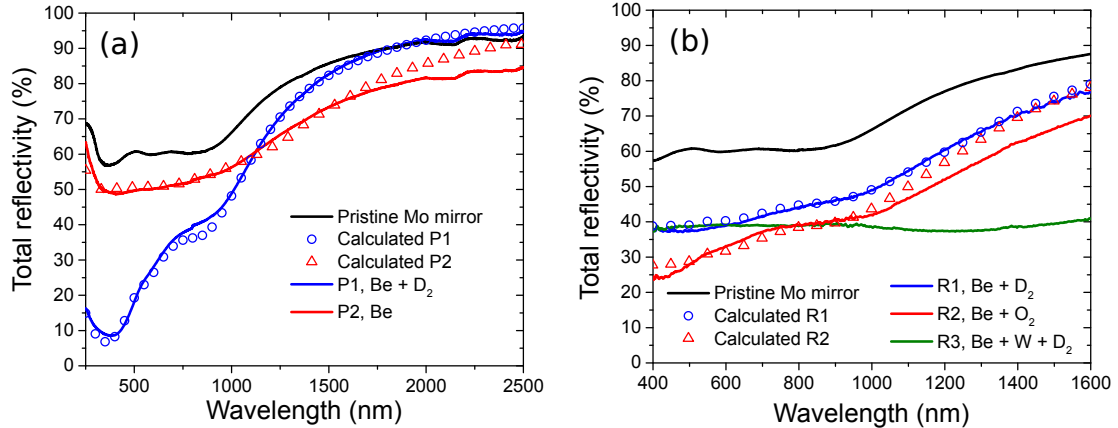 (a)
Total reflectivity (%)
100
90
80
70
60
50
40
30
20
10
0
Pristine Mo mirror
Calculated P1
Calculated P2
P1, Be + D₂
P2, Be
500 1000 1500 2000 2500
Wavelength (nm)
(b)
Total reflectivity (%)
100
90
80
70
60
50
40
30
20
10
0
Pristine Mo mirror
Calculated R1
Calculated R2
R1, Be + D₂
R2, Be + O₂
R3, Be + W + D₂
400 600 800 1000 1200 1400 1600
Wavelength (nm)